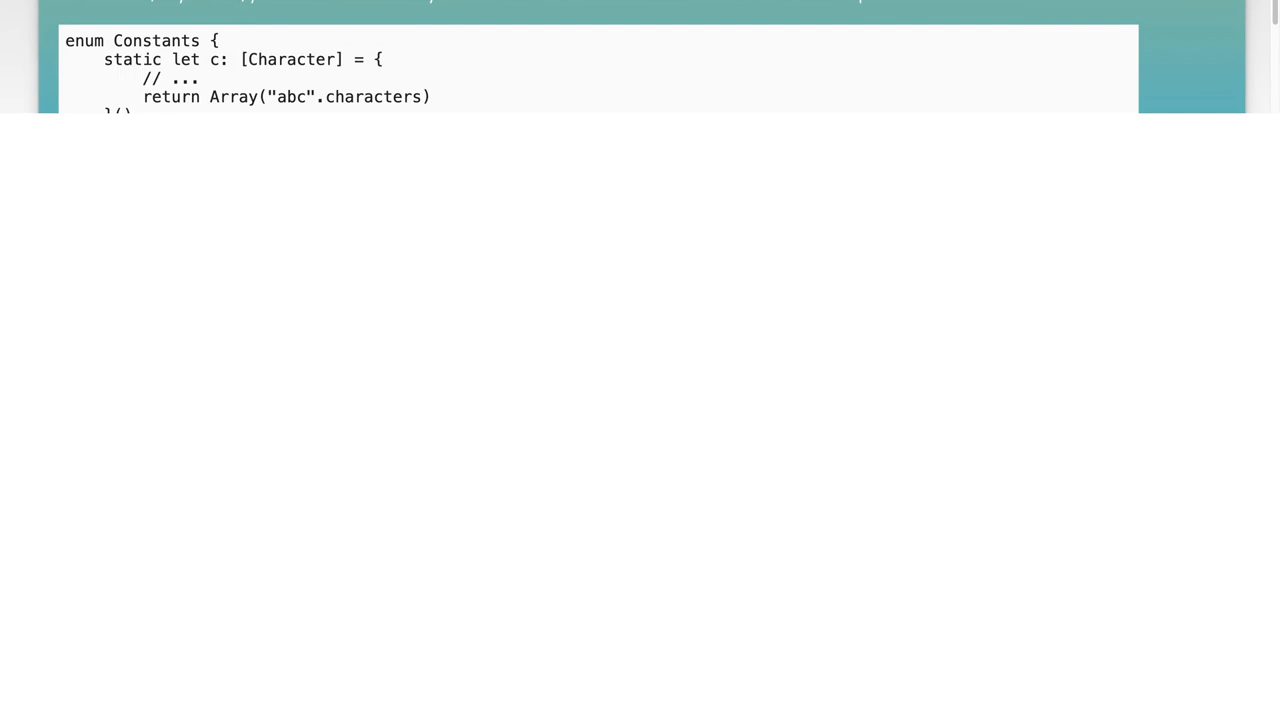 enum Constants {
    static let c: [Character] = {
        // ...
        return Array("abc".characters)
    }()